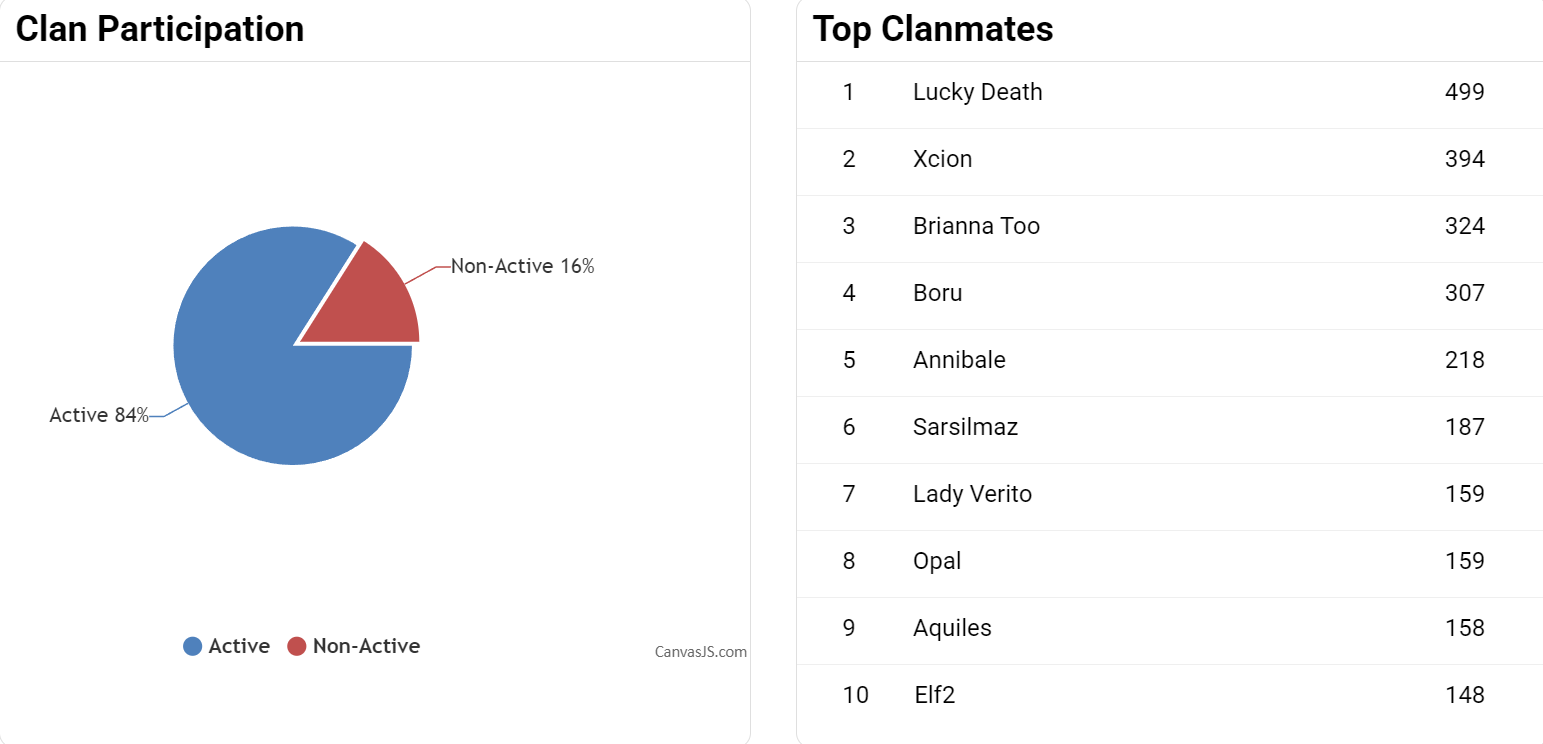 Clan Participation
Non-Active 16%
Active 84%
Active Non-Active
CanvasJS.com
Top Clanmates
1 Lucky Death 499
2 Xcion 394
3 Brianna Too 324
4 Boru 307
5 Annibale 218
6 Sarsilmaz 187
7 Lady Verito 159
8 Opal 159
9 Aquiles 158
10 Elf2 148